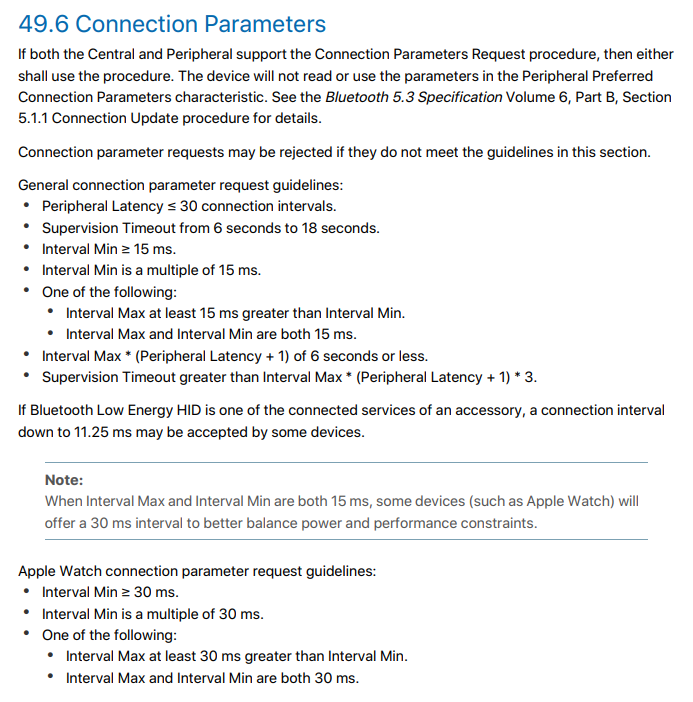 49.6 Connection Parameters
If both the Central and Peripheral support the Connection Parameters Request procedure, then either
shall use the procedure. The device will not read or use the parameters in the Peripheral Preferred
Connection Parameters characteristic. See the Bluetooth 5.3 Specification Volume 6, Part B, Section
5.1.1 Connection Update procedure for details.
Connection parameter requests may be rejected if they do not meet the guidelines in this section.
General connection parameter request guidelines:
• Peripheral Latency ≤ 30 connection intervals.
• Supervision Timeout from 6 seconds to 18 seconds.
• Interval Min ≥ 15 ms.
• Interval Min is a multiple of 15 ms.
• One of the following:
• Interval Max at least 15 ms greater than Interval Min.
• Interval Max and Interval Min are both 15 ms.
• Interval Max * (Peripheral Latency + 1) of 6 seconds or less.
• Supervision Timeout greater than Interval Max * (Peripheral Latency + 1) * 3.
If Bluetooth Low Energy HID is one of the connected services of an accessory, a connection interval
down to 11.25 ms may be accepted by some devices.
Note:
When Interval Max and Interval Min are both 15 ms, some devices (such as Apple Watch) will
offer a 30 ms interval to better balance power and performance constraints.
Apple Watch connection parameter request guidelines:
• Interval Min ≥ 30 ms.
• Interval Min is a multiple of 30 ms.
• One of the following:
• Interval Max at least 30 ms greater than Interval Min.
• Interval Max and Interval Min are both 30 ms.